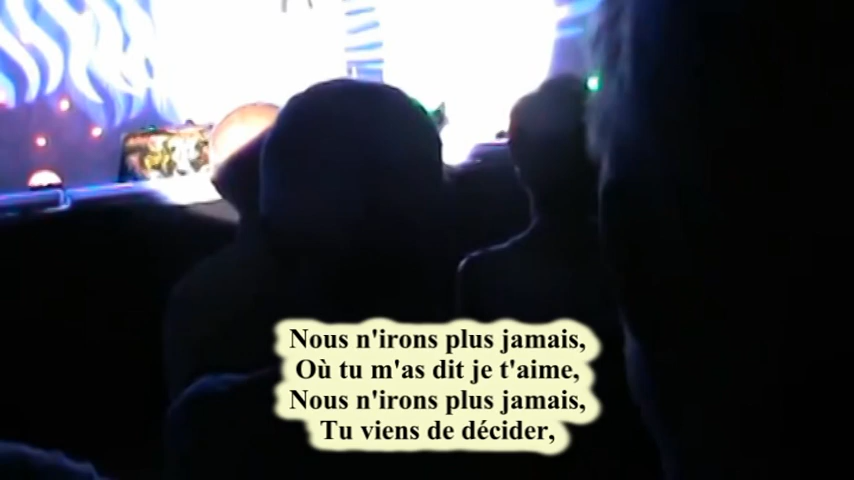 Nous n'irons plus jamais,
Où tu m'as dit je t'aime,
Nous n'irons plus jamais,
Tu viens de décider,